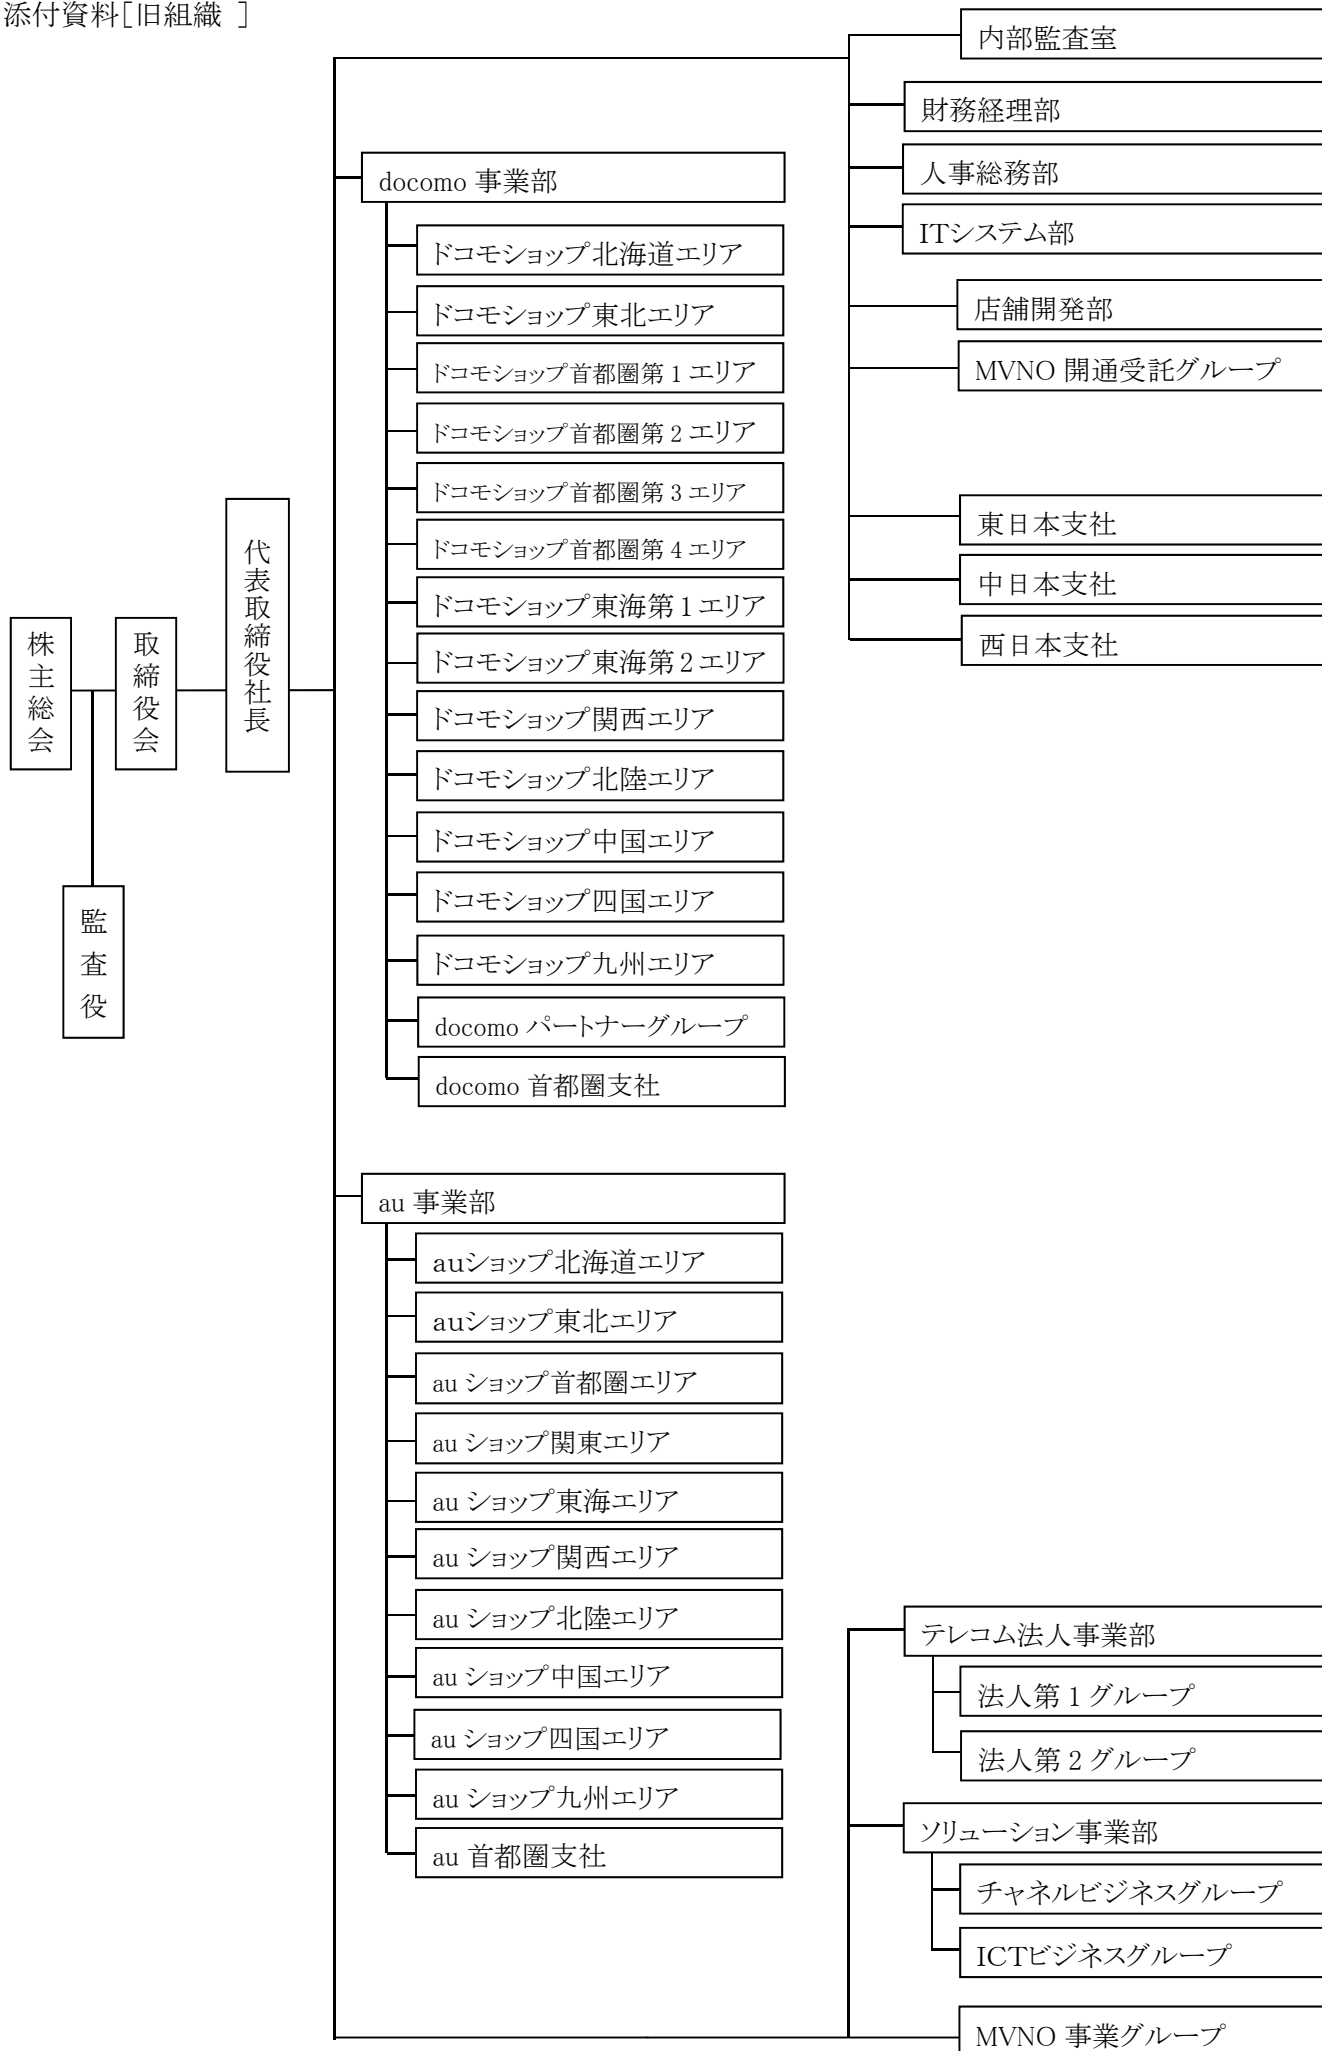 添付資料[旧組織 ]
株主総会
取締役会
監査役
代表取締役社長
docomo 事業部
ドコモショップ北海道エリア
ドコモショップ東北エリア
ドコモショップ首都圏第 1 エリア
ドコモショップ首都圏第 2 エリア
ドコモショップ首都圏第 3 エリア
ドコモショップ首都圏第 4 エリア
ドコモショップ東海第1エリア
ドコモショップ東海第2エリア
ドコモショップ関西エリア
ドコモショップ北陸エリア
ドコモショップ中国エリア
ドコモショップ四国エリア
ドコモショップ九州エリア
docomo パートナーグループ
docomo 首都圏支社
au 事業部
auショップ北海道エリア
auショップ東北エリア
au ショップ首都圏エリア
au ショップ関東エリア
au ショップ東海エリア
au ショップ関西エリア
au ショップ北陸エリア
au ショップ中国エリア
au ショップ四国エリア
au ショップ九州エリア
au 首都圏支社
内部監査室
財務経理部
人事総務部
ITシステム部
店舗開発部
MVNO 開通受託グループ
東日本支社
中日本支社
西日本支社
テレコム法人事業部
法人第 1 グループ
法人第 2 グループ
ソリューション事業部
チャネルビジネスグループ
ICTビジネスグループ
MVNO 事業グループ